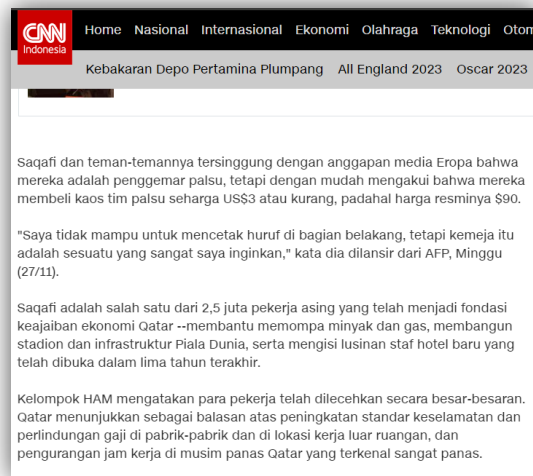 CNN
Indonesia
Home Nasional Internasional Ekonomi Olahraga Teknologi Otom
Kebakaran Depo Pertamina Plumpang All England 2023 Oscar 2023
Saqafi dan teman-temannya tersinggung dengan anggapan media Eropa bahwa
mereka adalah penggemar palsu, tetapi dengan mudah mengakui bahwa mereka
membeli kaos tim palsu seharga US$3 atau kurang, padahal harga resminya $90.
"Saya tidak mampu untuk mencetak huruf di bagian belakang, tetapi kemeja itu
adalah sesuatu yang sangat saya inginkan," kata dia dilansir dari AFP, Minggu
(27/11).
Saqafi adalah salah satu dari 2,5 juta pekerja asing yang telah menjadi fondasi
keajaiban ekonomi Qatar --membantu memompa minyak dan gas, membangun
stadion dan infrastruktur Piala Dunia, serta mengisi lusinan staf hotel baru yang
telah dibuka dalam lima tahun terakhir.
Kelompok HAM mengatakan para pekerja telah dilecehkan secara besar-besaran.
Qatar menunjukkan sebagai balasan atas peningkatan standar keselamatan dan
perlindungan gaji di pabrik-pabrik dan di lokasi kerja luar ruangan, dan
pengurangan jam kerja di musim panas Qatar yang terkenal sangat panas.